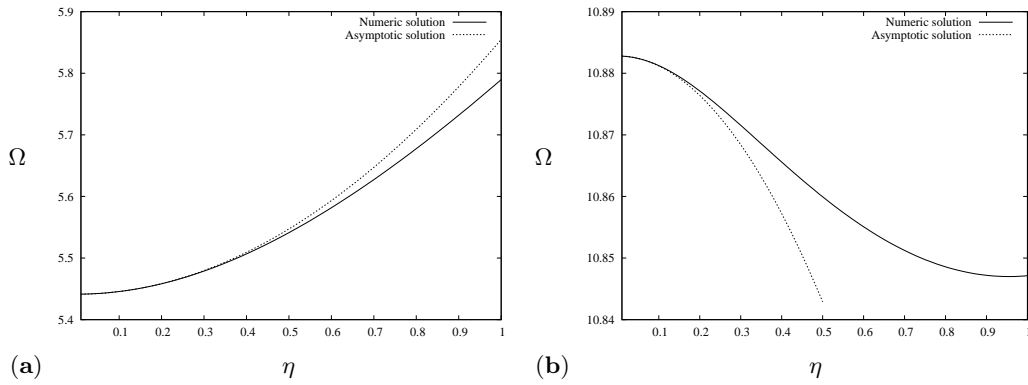 5.9
5.8
5.7
5.6
5.5
5.4
Ω
Numeric solution
Asymptotic solution
0.1 0.2 0.3 0.4 0.5 0.6 0.7 0.8 0.9 1
(a) η
10.89
10.88
10.87
10.86
10.85
10.84
Ω
Numeric solution
Asymptotic solution
0.1 0.2 0.3 0.4 0.5 0.6 0.7 0.8 0.9 1
(b) η